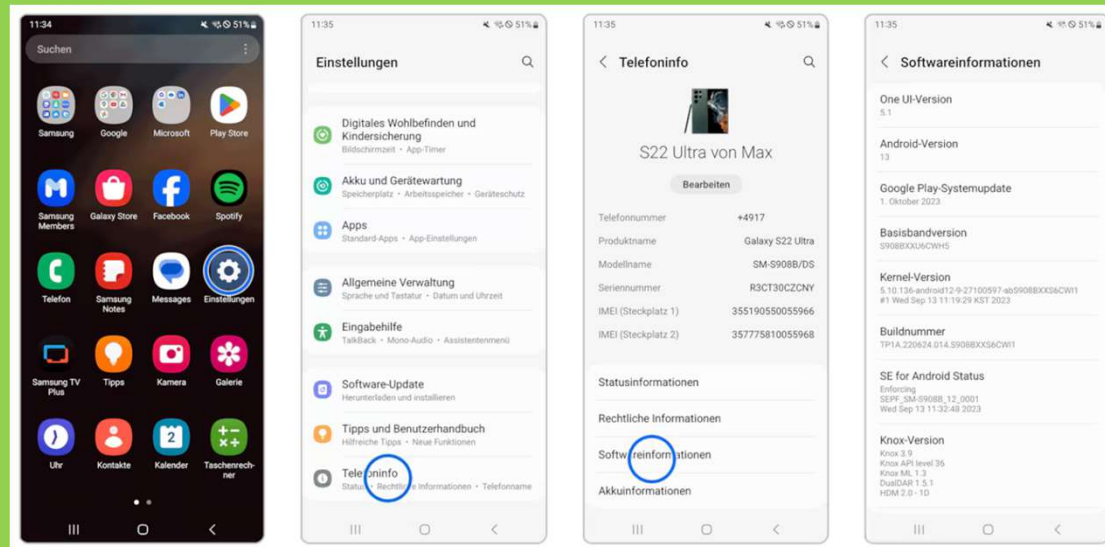 11:34
51%
Suchen
Samsung
Google
Microsoft
Play Store
Samsung Members
Galaxy Store
Facebook
Spotify
Telefon
Samsung Notes
Messages
Einstellungen
Samsung TV Plus
Tipps
Kamera
Galerie
Uhr
Kontakte
2
Kalender
Taschenrech-
ner
11:35
51%
Einstellungen
Digitales Wohlbefinden und
Kindersicherung
Bildschirmzeit • App-Timer
Akku und Gerätewartung
Speicherplatz • Arbeitsspeicher • Geräteschutz
Apps
Standard-Apps • App-Einstellungen
Allgemeine Verwaltung
Sprache und Tastatur • Datum und Uhrzeit
Eingabehilfe
TalkBack • Mono-Audio • Assistentenmenü
Software-Update
Herunterladen und installieren
Tipps und Benutzerhandbuch
Hilfreiche Tipps • Neue Funktionen
Telefoninfo
Status • Rechtliche Informationen • Telefonname
11:35
51%
Telefoninfo
S22 Ultra von Max
Bearbeiten
Telefonnummer +4917
Produktname Galaxy S22 Ultra
Modellname SM-S908B/DS
Seriennummer R3CT30CZCNY
IMEI (Steckplatz 1) 355190550055966
IMEI (Steckplatz 2) 357775810055968
Statusinformationen
Rechtliche Informationen
Softwareinformationen
Akkuinformationen
11:35
51%
Softwareinformationen
One UI-Version
5.1
Android-Version
13
Google Play-Systemupdate
1. Oktober 2023
Basisbandversion
S908BXXU6CWH5
Kernel-Version
5.10.136-android12-9-27100597-abS908BXXS6CWI1
#1 Wed Sep 13 11:19:29 KST 2023
Buildnummer
TP1A.220624.014.S908BXXS6CWI1
SE for Android Status
Enforcing
SEPF_SM-S908B_12_0001
Wed Sep 13 11:32:48 2023
Knox-Version
Knox 3.9
Knox API level 36
Knox ML 1.3
DualDAR 1.5.1
HDM 2.0 - 1D